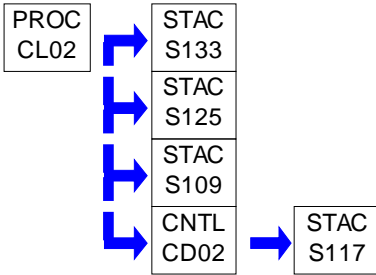 PROC
CL02
STAC
S133
STAC
S125
STAC
S109
CNTL
CD02
STAC
S117